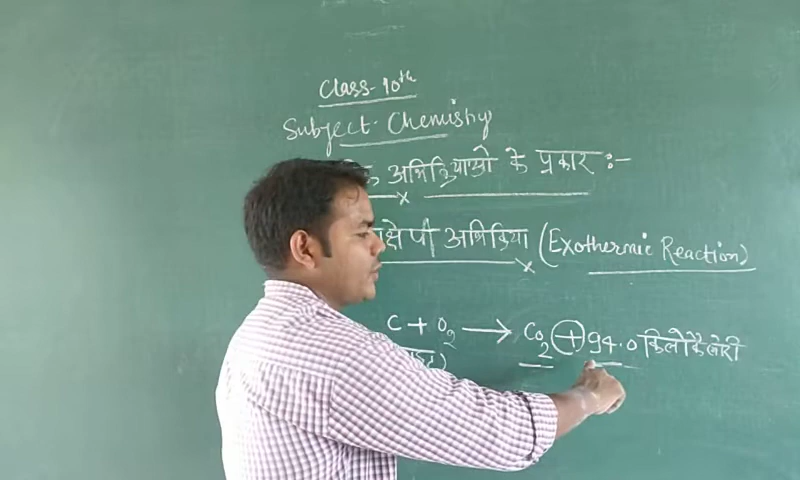 Class-10th
Subject- Chemistry
अभिक्रियाओ के प्रकार :-
क्षेपी अभिक्रिया (Exothermic Reaction)
C + O2 ⟶ Co2 + 94.0 किलोकैलोरी